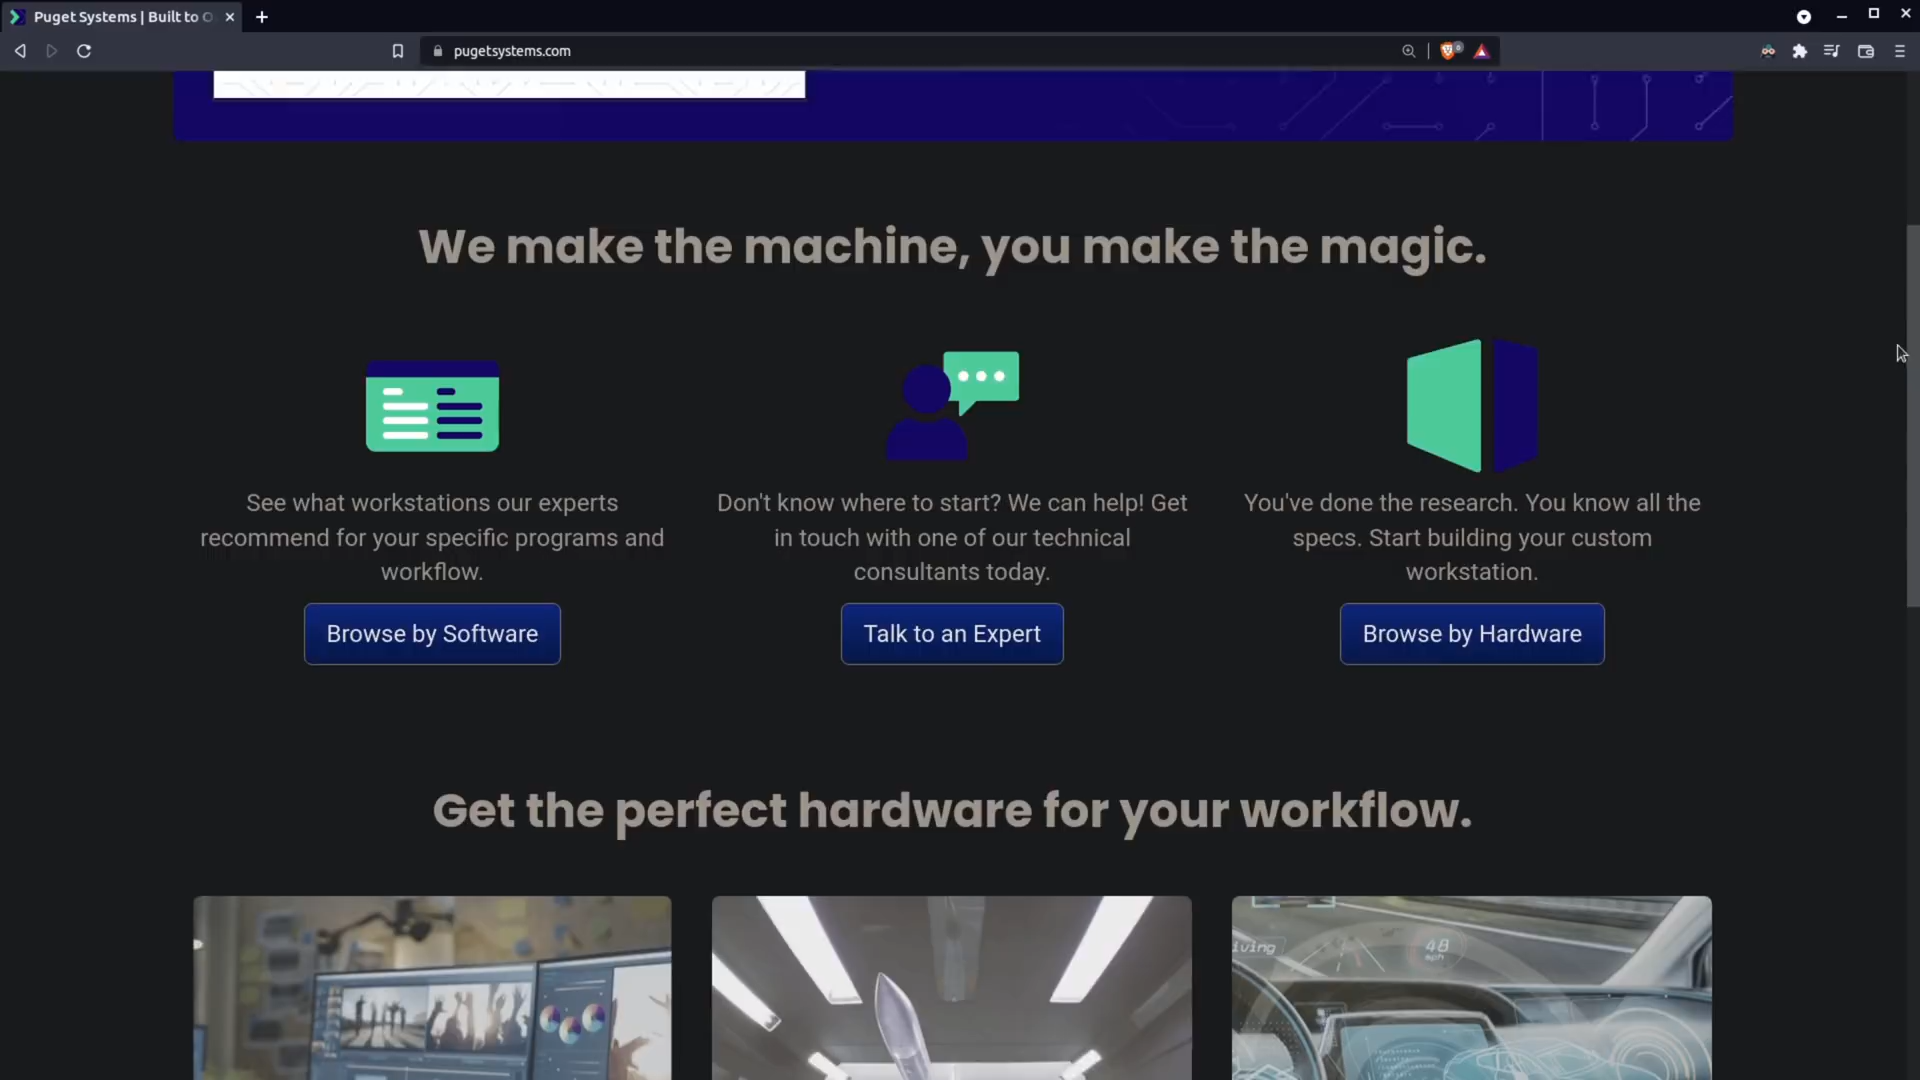 Puget Systems | Built to O
pugetsystems.com
We make the machine, you make the magic.
See what workstations our experts
recommend for your specific programs and
workflow.
Browse by Software
Don't know where to start? We can help! Get
in touch with one of our technical
consultants today.
Talk to an Expert
You've done the research. You know all the
specs. Start building your custom
workstation.
Browse by Hardware
Get the perfect hardware for your workflow.
iving
48
mph